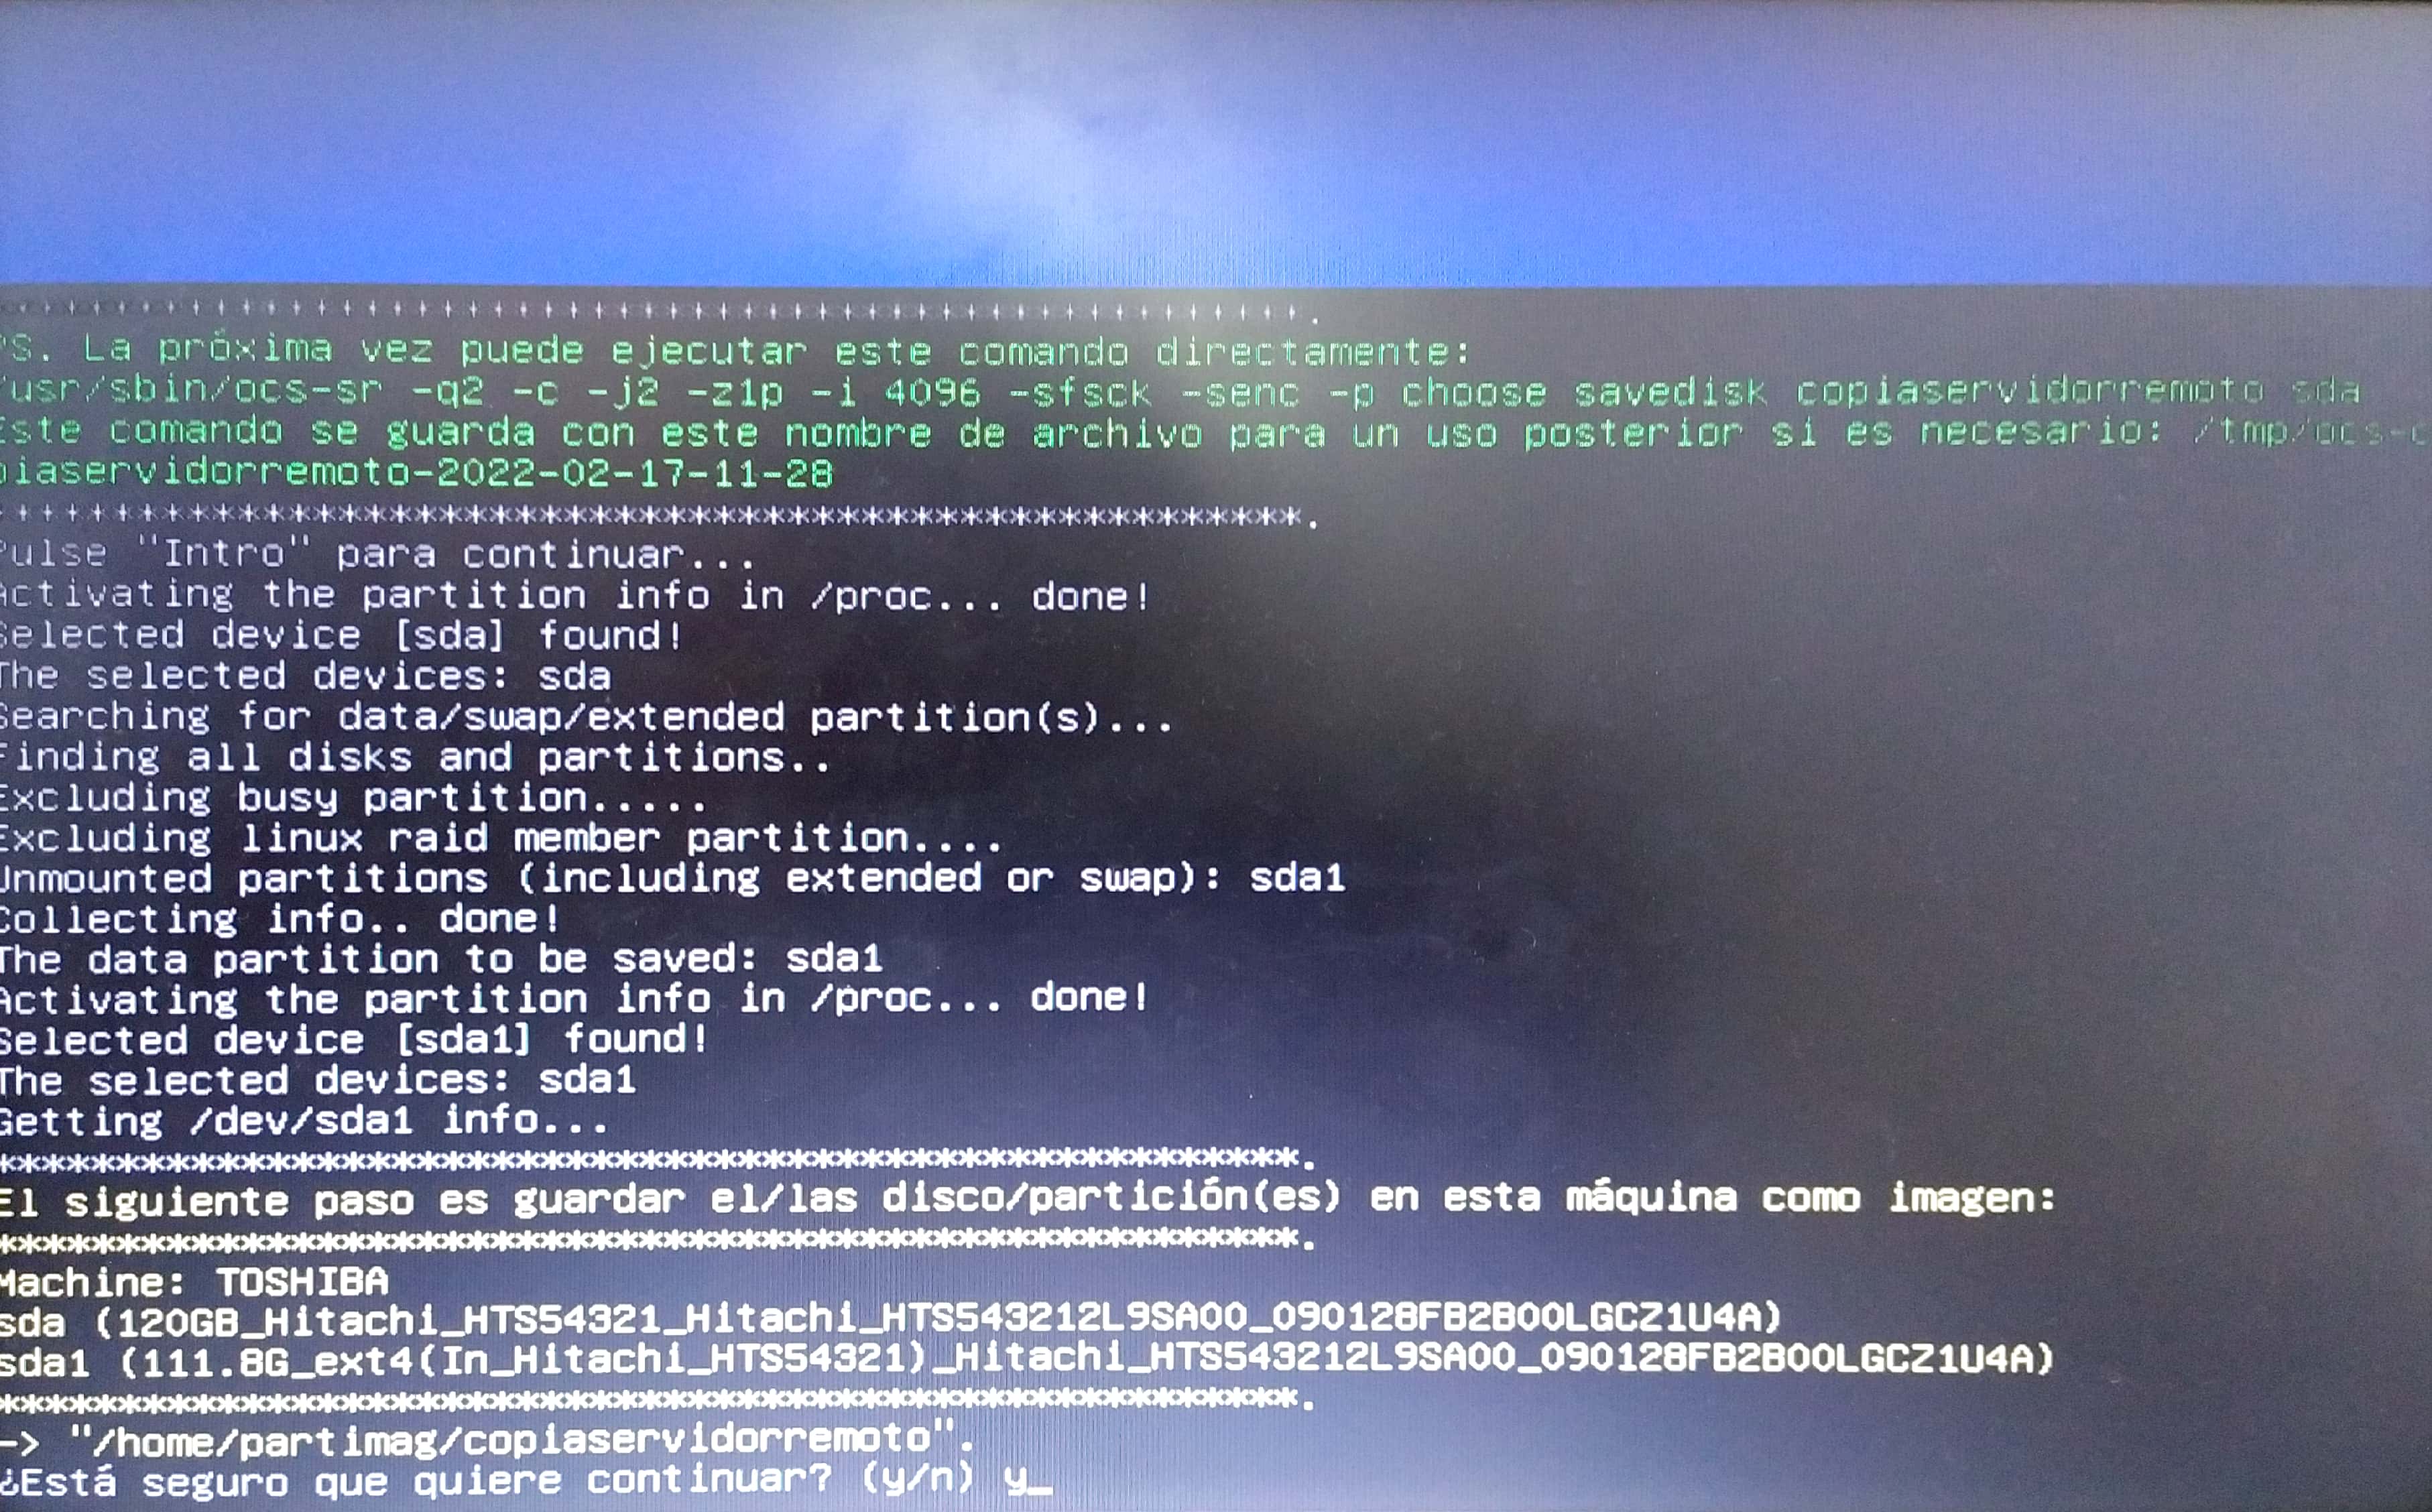 *****************************************************.
PS. La próxima vez puede ejecutar este comando directamente:
/usr/sbin/ocs-sr -q2 -c -j2 -z1p -i 4096 -sfsck -senc -p choose savedisk copiaservidorremoto sda
Este comando se guarda con este nombre de archivo para un uso posterior si es necesario: /tmp/ocs-c
piaservidorremoto-2022-02-17-11-28
*****************************************************.
Pulse "Intro" para continuar...
Activating the partition info in /proc... done!
Selected device [sda] found!
The selected devices: sda
Searching for data/swap/extended partition(s)...
Finding all disks and partitions..
Excluding busy partition.....
Excluding linux raid member partition....
Unmounted partitions (including extended or swap): sda1
Collecting info.. done!
The data partition to be saved: sda1
Activating the partition info in /proc... done!
Selected device [sda1] found!
The selected devices: sda1
Getting /dev/sda1 info...
*****************************************************.
El siguiente paso es guardar el/las disco/partición(es) en esta máquina como imagen:
*****************************************************.
Machine: TOSHIBA
sda (120GB_Hitachi_HTS54321_Hitachi_HTS543212L9SA00_090128FB2B00LGCZ1U4A)
sda1 (111.8G_ext4(In_Hitachi_HTS54321)_Hitachi_HTS543212L9SA00_090128FB2B00LGCZ1U4A)
*****************************************************.
-> "/home/partimag/copiaservidorremoto".
¿Está seguro que quiere continuar? (y/n) y_